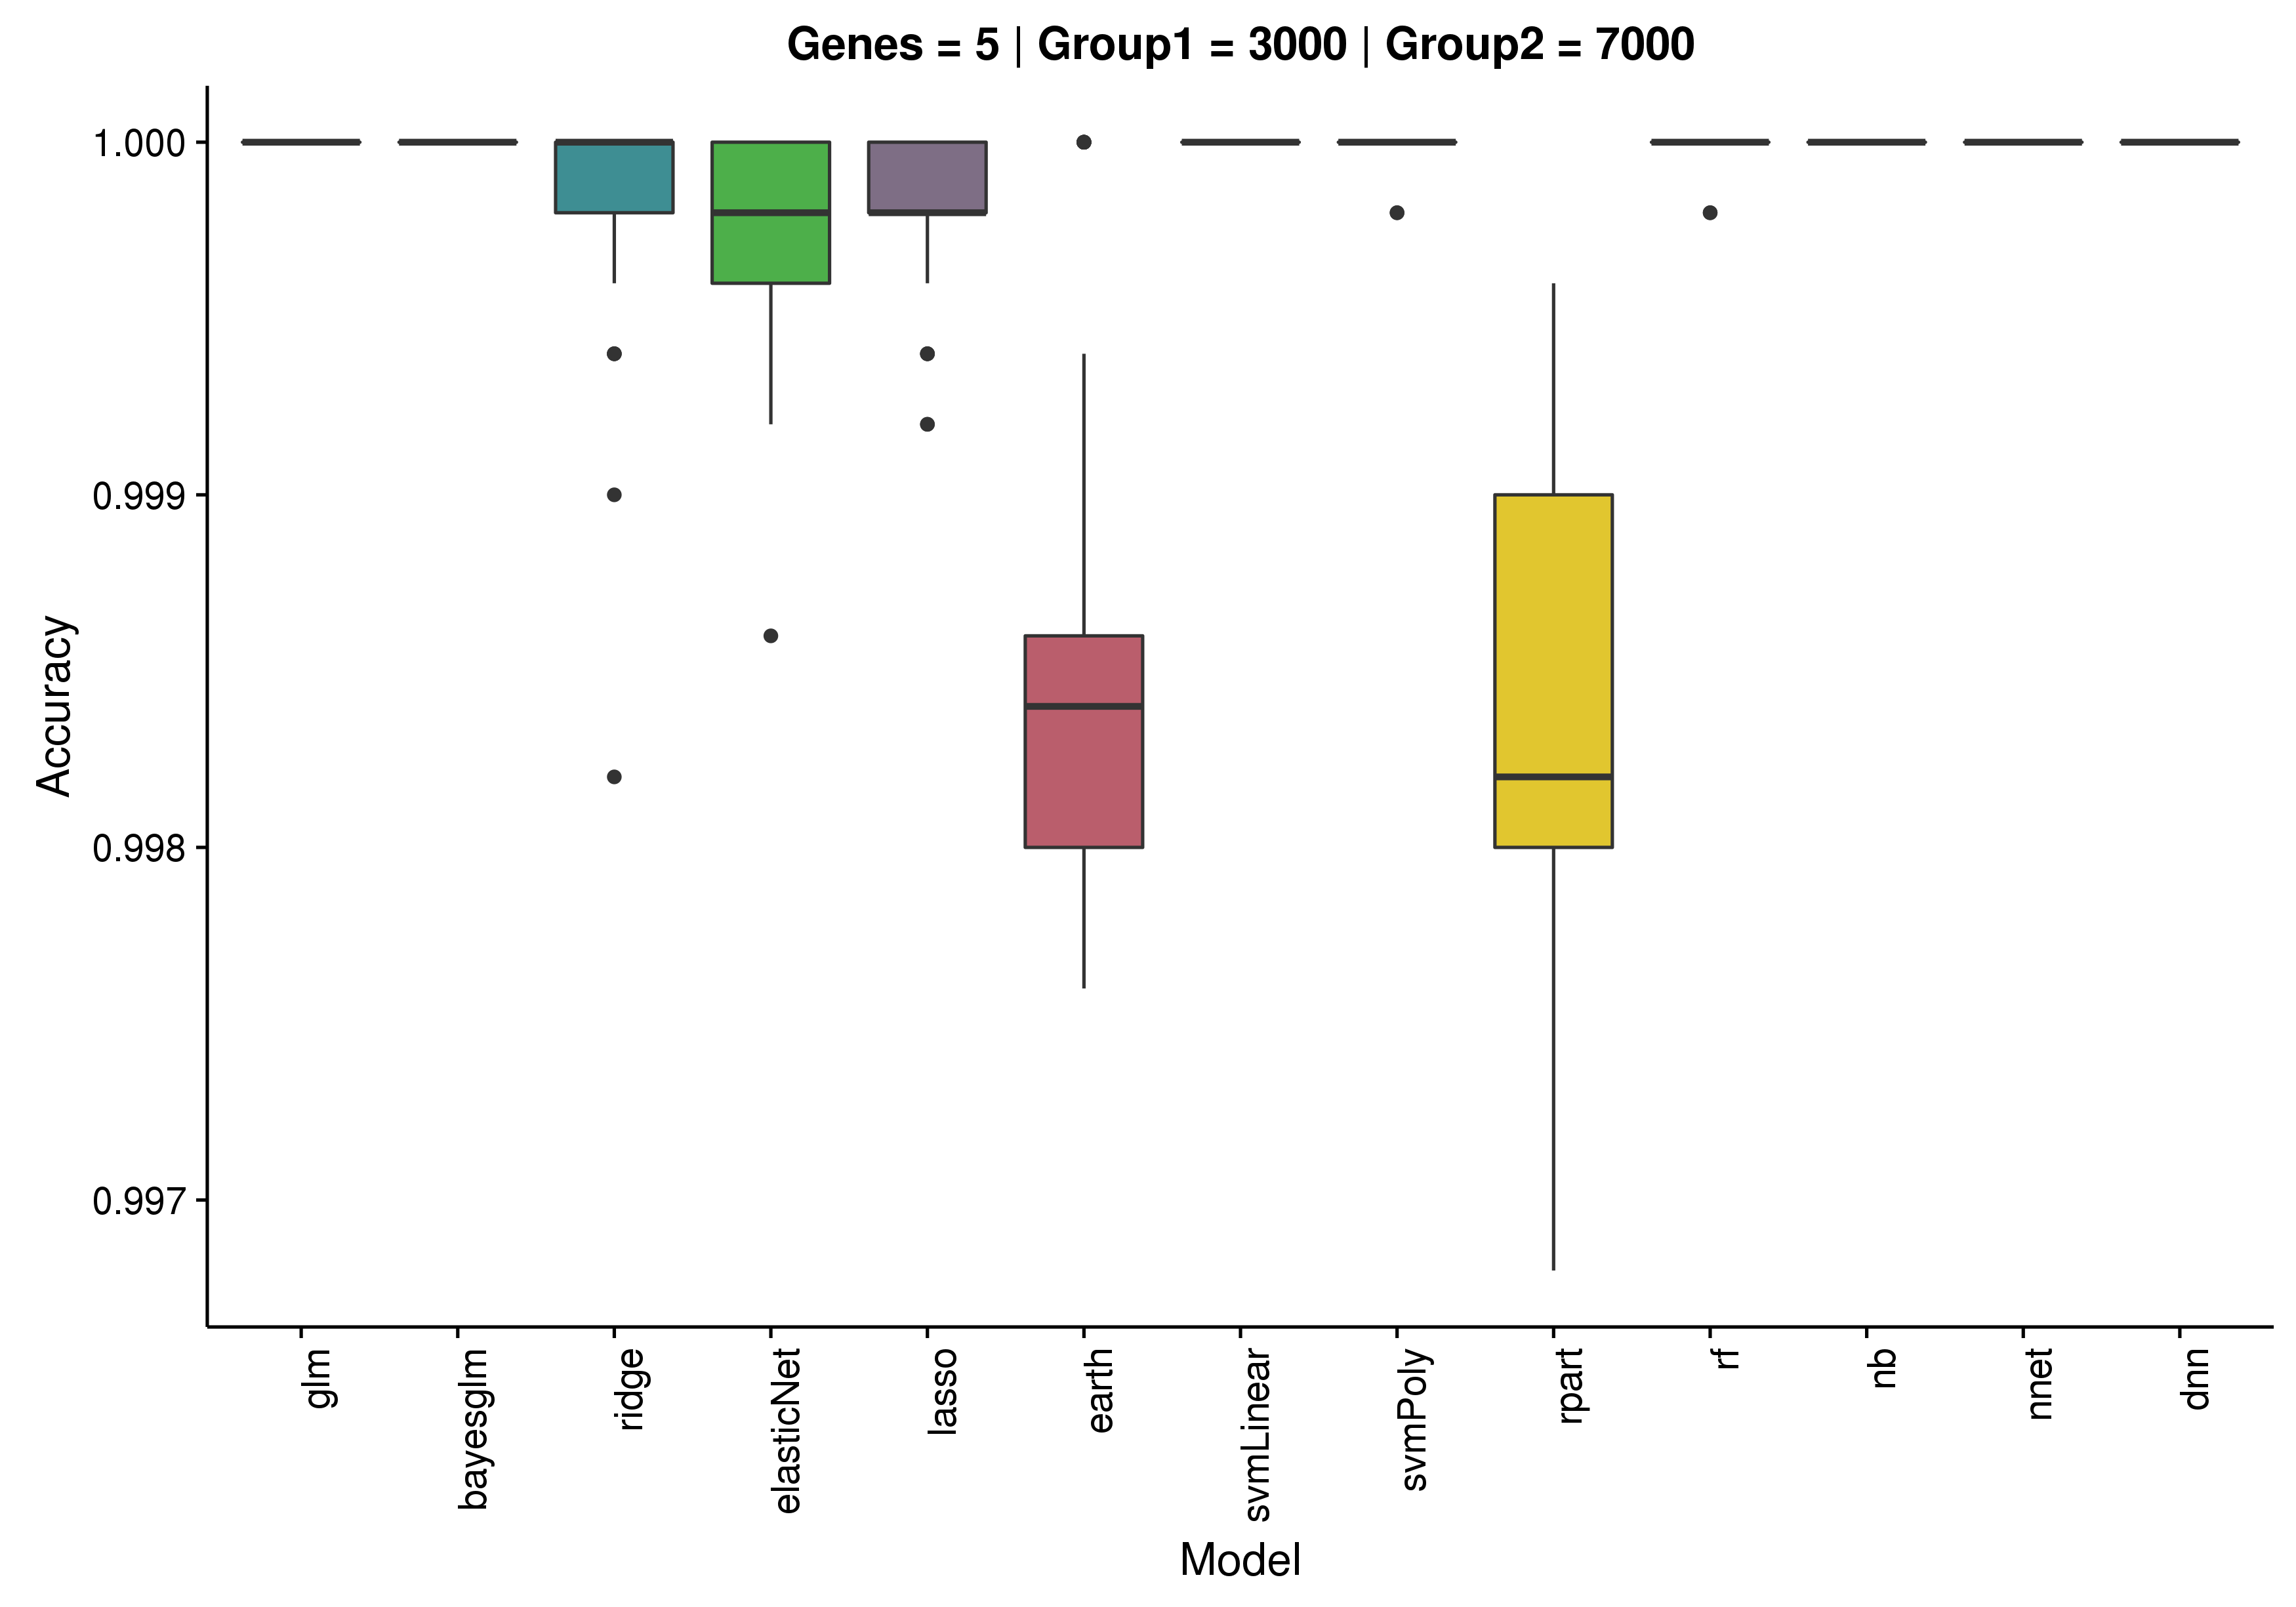 Genes = 5 | Group1 = 3000 | Group2 = 7000
Accuracy
1.000
0.999
0.998
0.997
glm
bayesglm
ridge
elasticNet
lasso
earth
svmLinear
svmPoly
rpart
rf
nb
nnet
dnn
Model